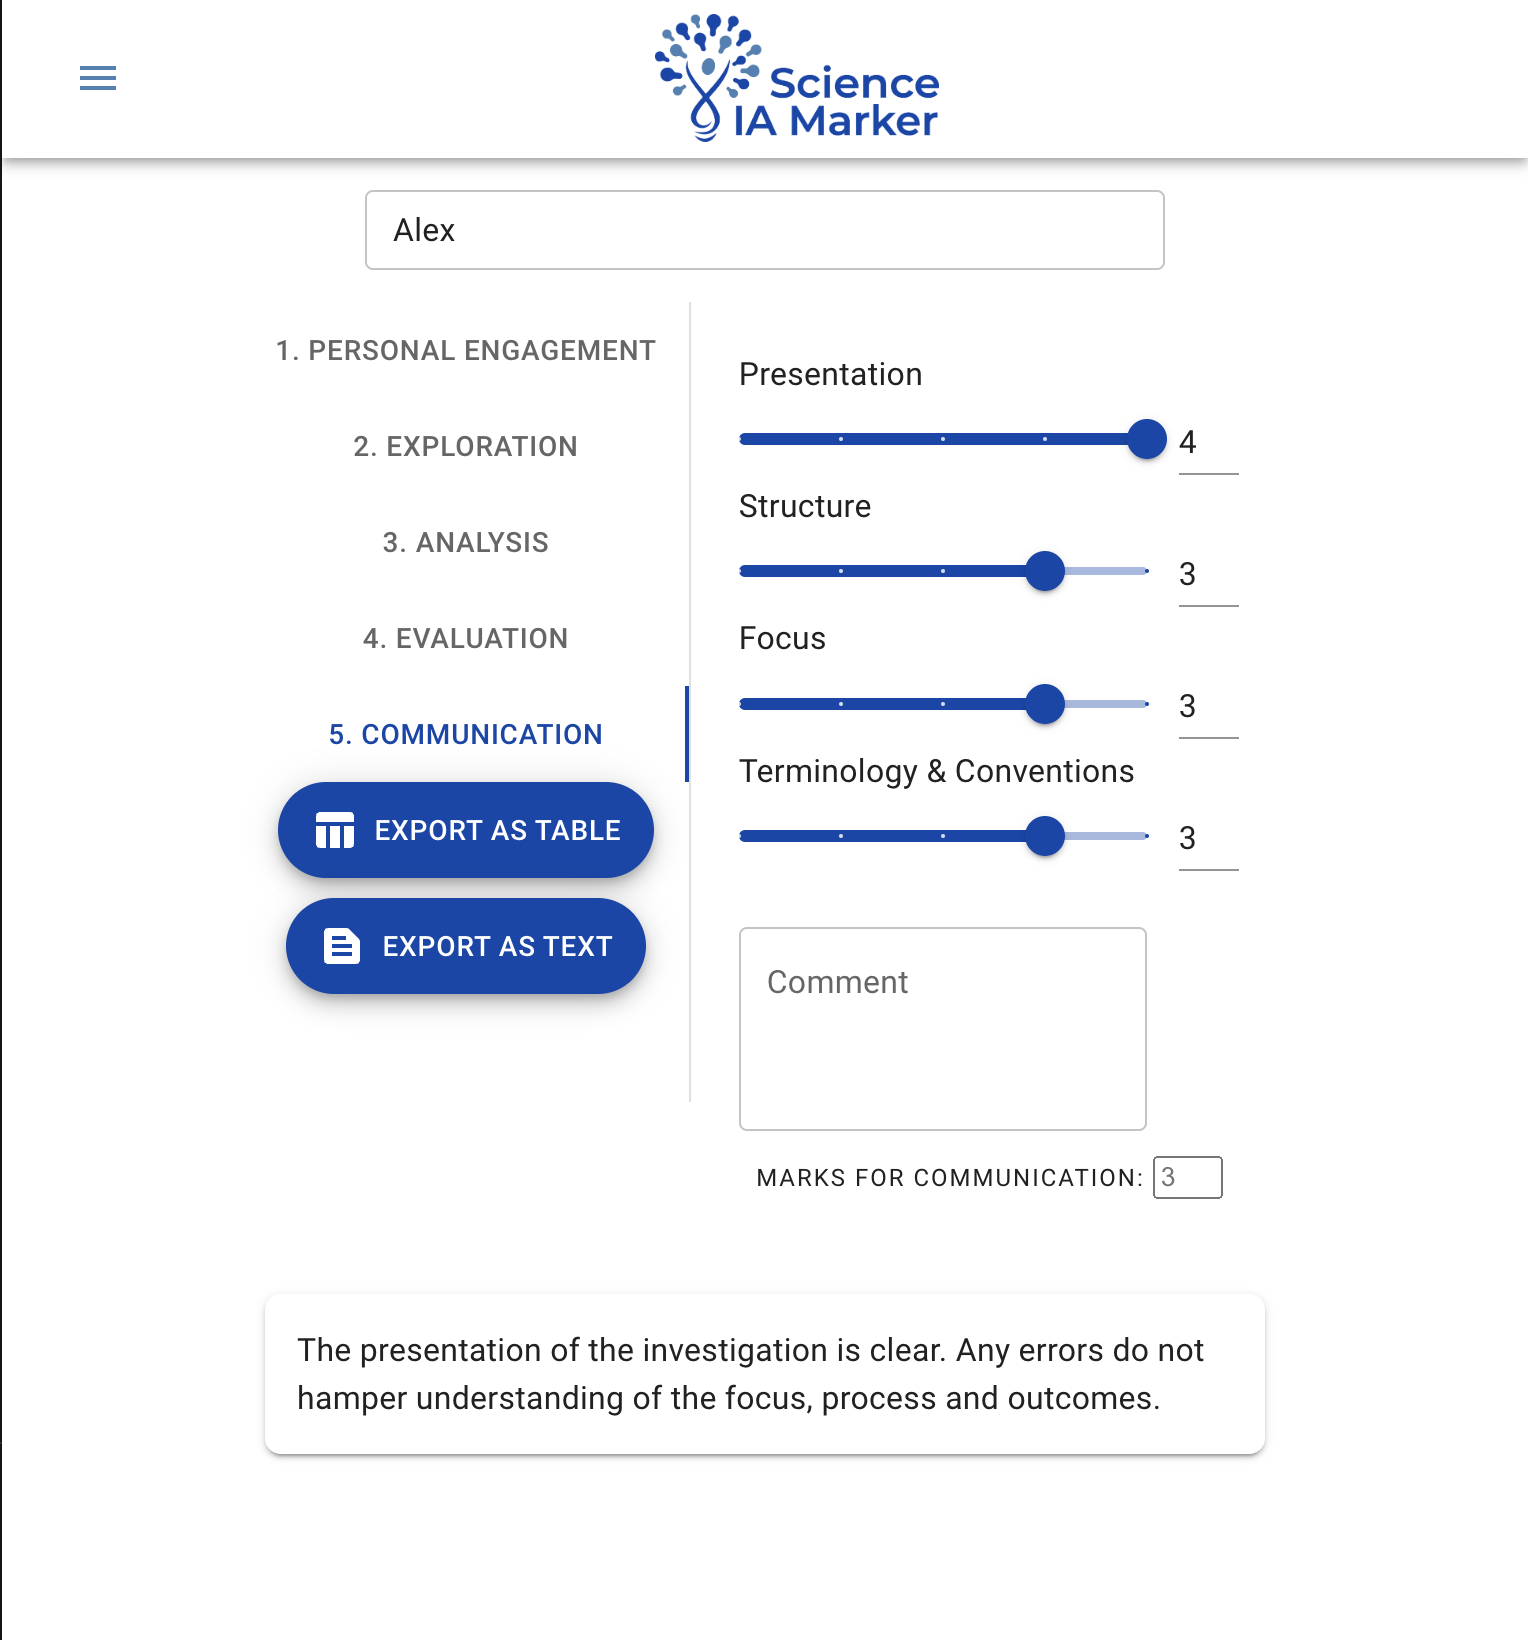 Science
IA Marker
Alex
1. PERSONAL ENGAGEMENT
2. EXPLORATION
3. ANALYSIS
4. EVALUATION
5. COMMUNICATION
EXPORT AS TABLE
EXPORT AS TEXT
Presentation
4
Structure
3
Focus
3
Terminology & Conventions
3
Comment
MARKS FOR COMMUNICATION: 3
The presentation of the investigation is clear. Any errors do not
hamper understanding of the focus, process and outcomes.